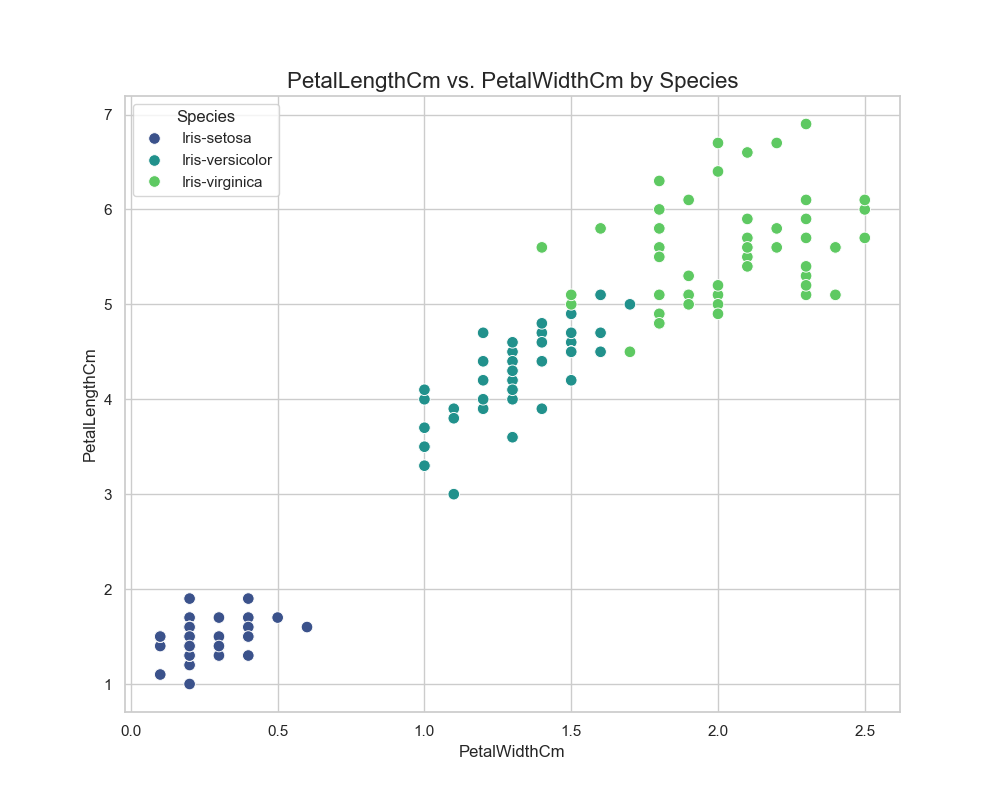 PetalLengthCm vs. PetalWidthCm by Species
Species
Iris-setosa
Iris-versicolor
Iris-virginica
PetalLengthCm
7
6
5
4
3
2
1
0.0 0.5 1.0 1.5 2.0 2.5
PetalWidthCm